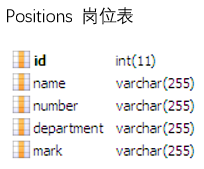 Positions 岗位表
id int(11)
name varchar(255)
number varchar(255)
department varchar(255)
mark varchar(255)